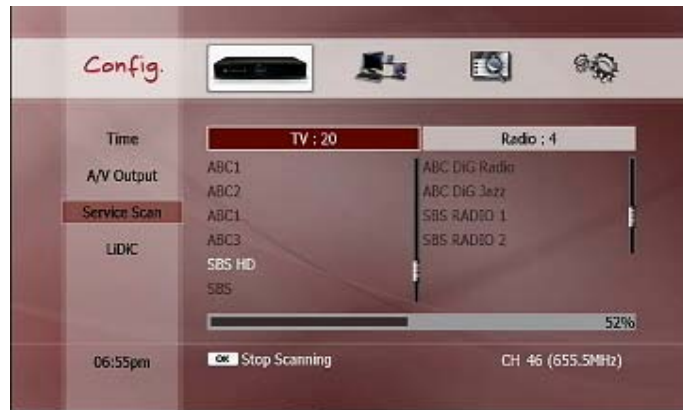 Config.
Time
A/V Output
Service Scan
LiDIC
TV : 20
Radio : 4
ABC1
ABC2
ABC1
ABC3
SBS HD
SBS
ABC DiG Radio
ABC DiG Jazz
SBS RADIO 1
SBS RADIO 2
52%
06:55pm
OK Stop Scanning
CH 46 (655.5MHz)